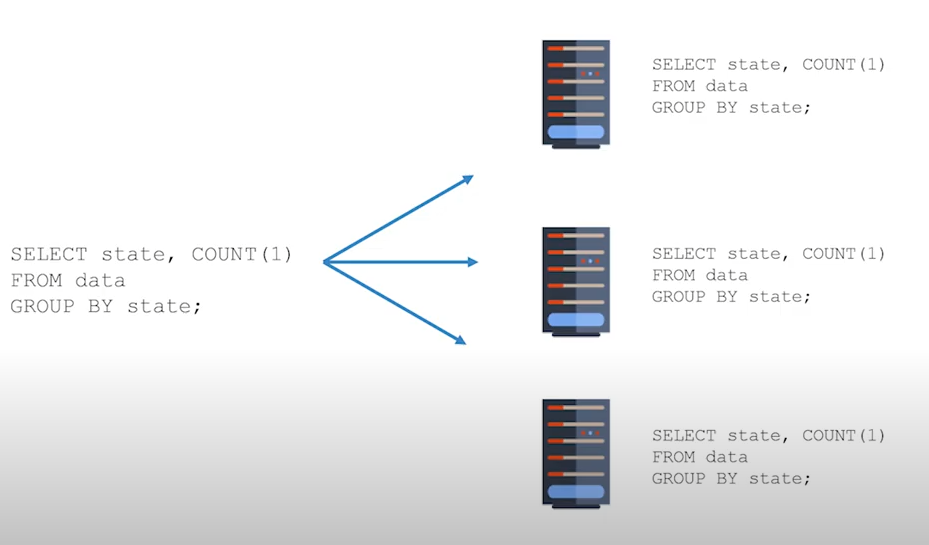 SELECT state, COUNT(1)
FROM data
GROUP BY state;
SELECT state, COUNT(1)
FROM data
GROUP BY state;
SELECT state, COUNT(1)
FROM data
GROUP BY state;
SELECT state, COUNT(1)
FROM data
GROUP BY state;